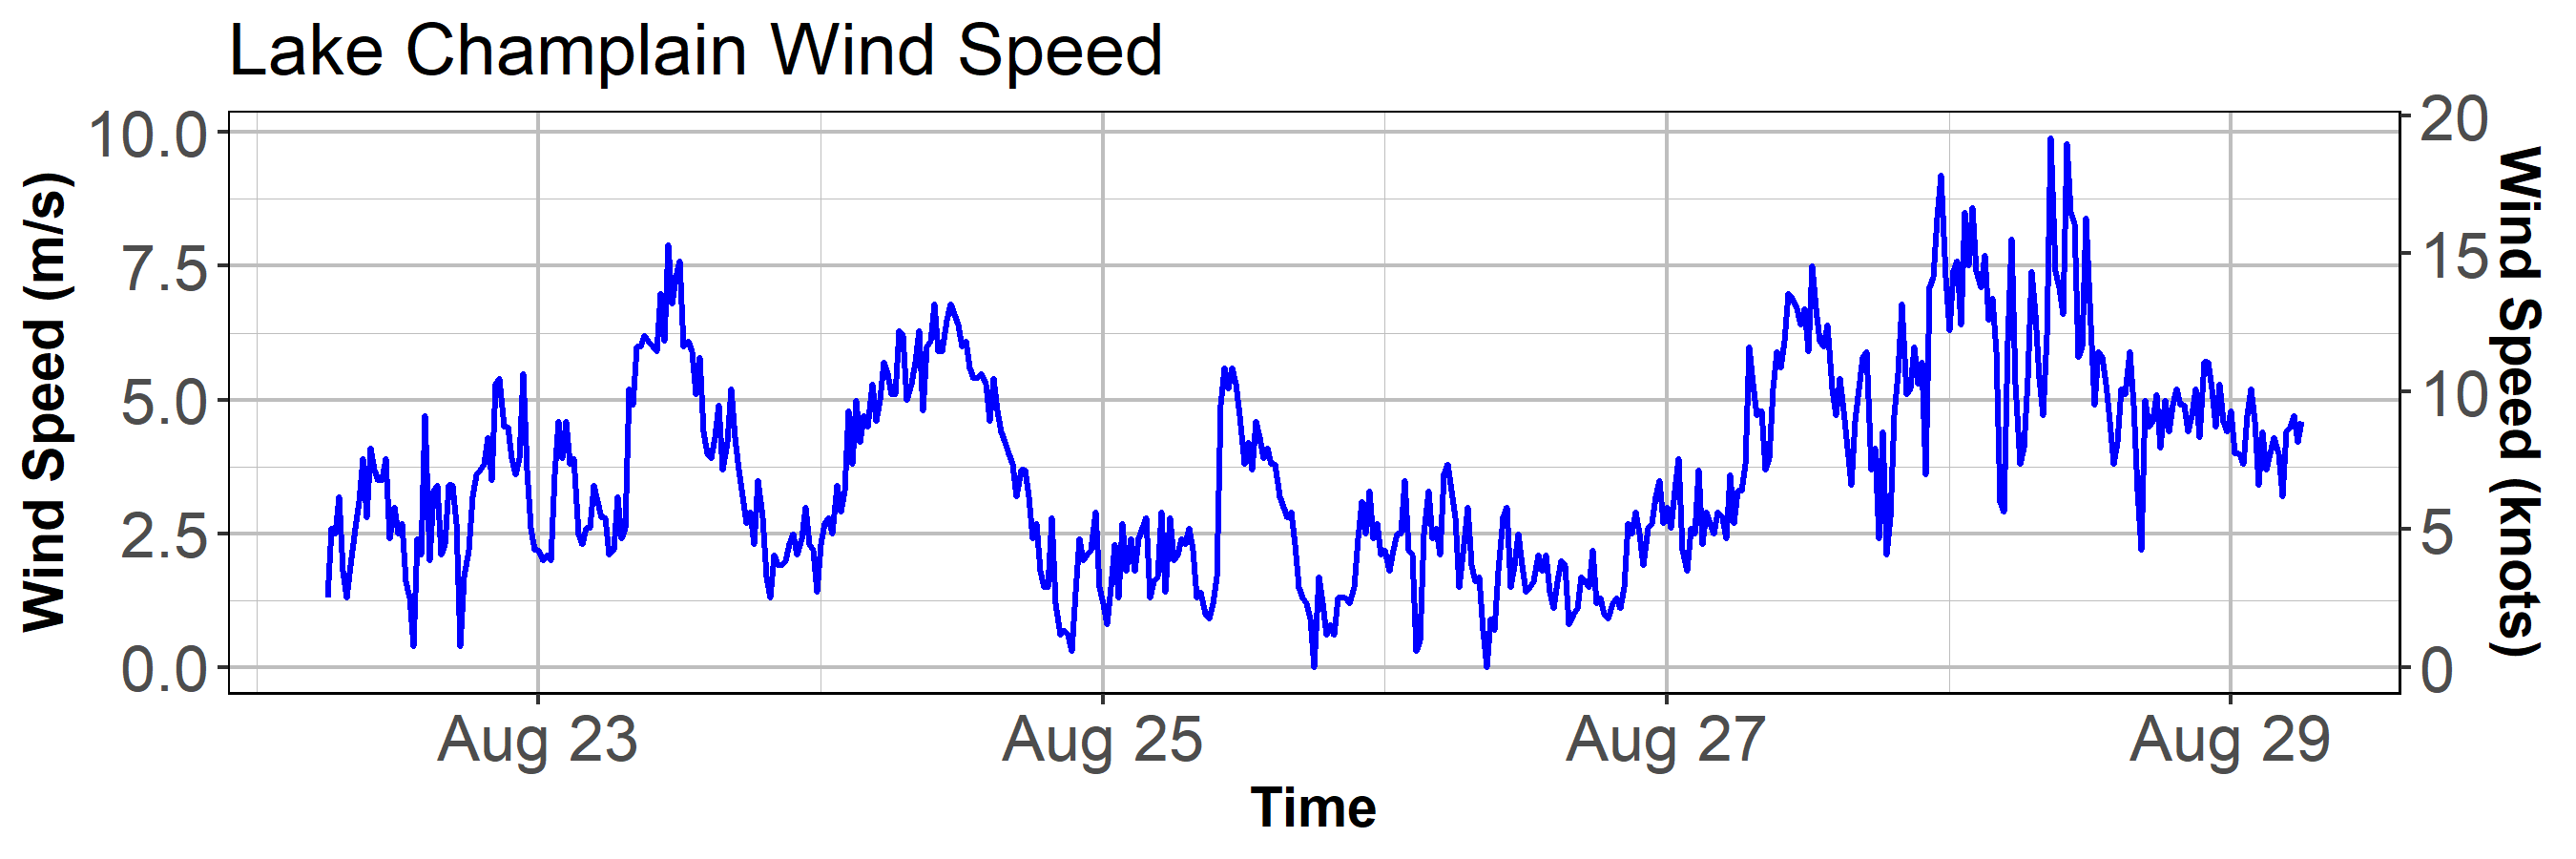 Lake Champlain Wind Speed
Wind Speed (m/s)
10.0
7.5
5.0
2.5
0.0
20
15
10
5
0
Wind Speed (knots)
Aug 23
Aug 25
Aug 27
Aug 29
Time